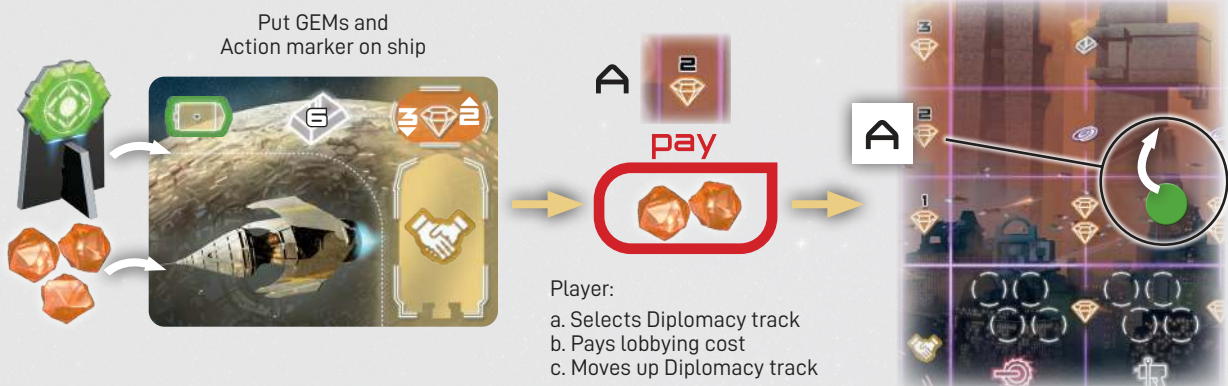 Put GEMs and
Action marker on ship
6
3 2
A
2
pay
Player:
a. Selects Diplomacy track
b. Pays lobbying cost
c. Moves up Diplomacy track
3
2
A
1